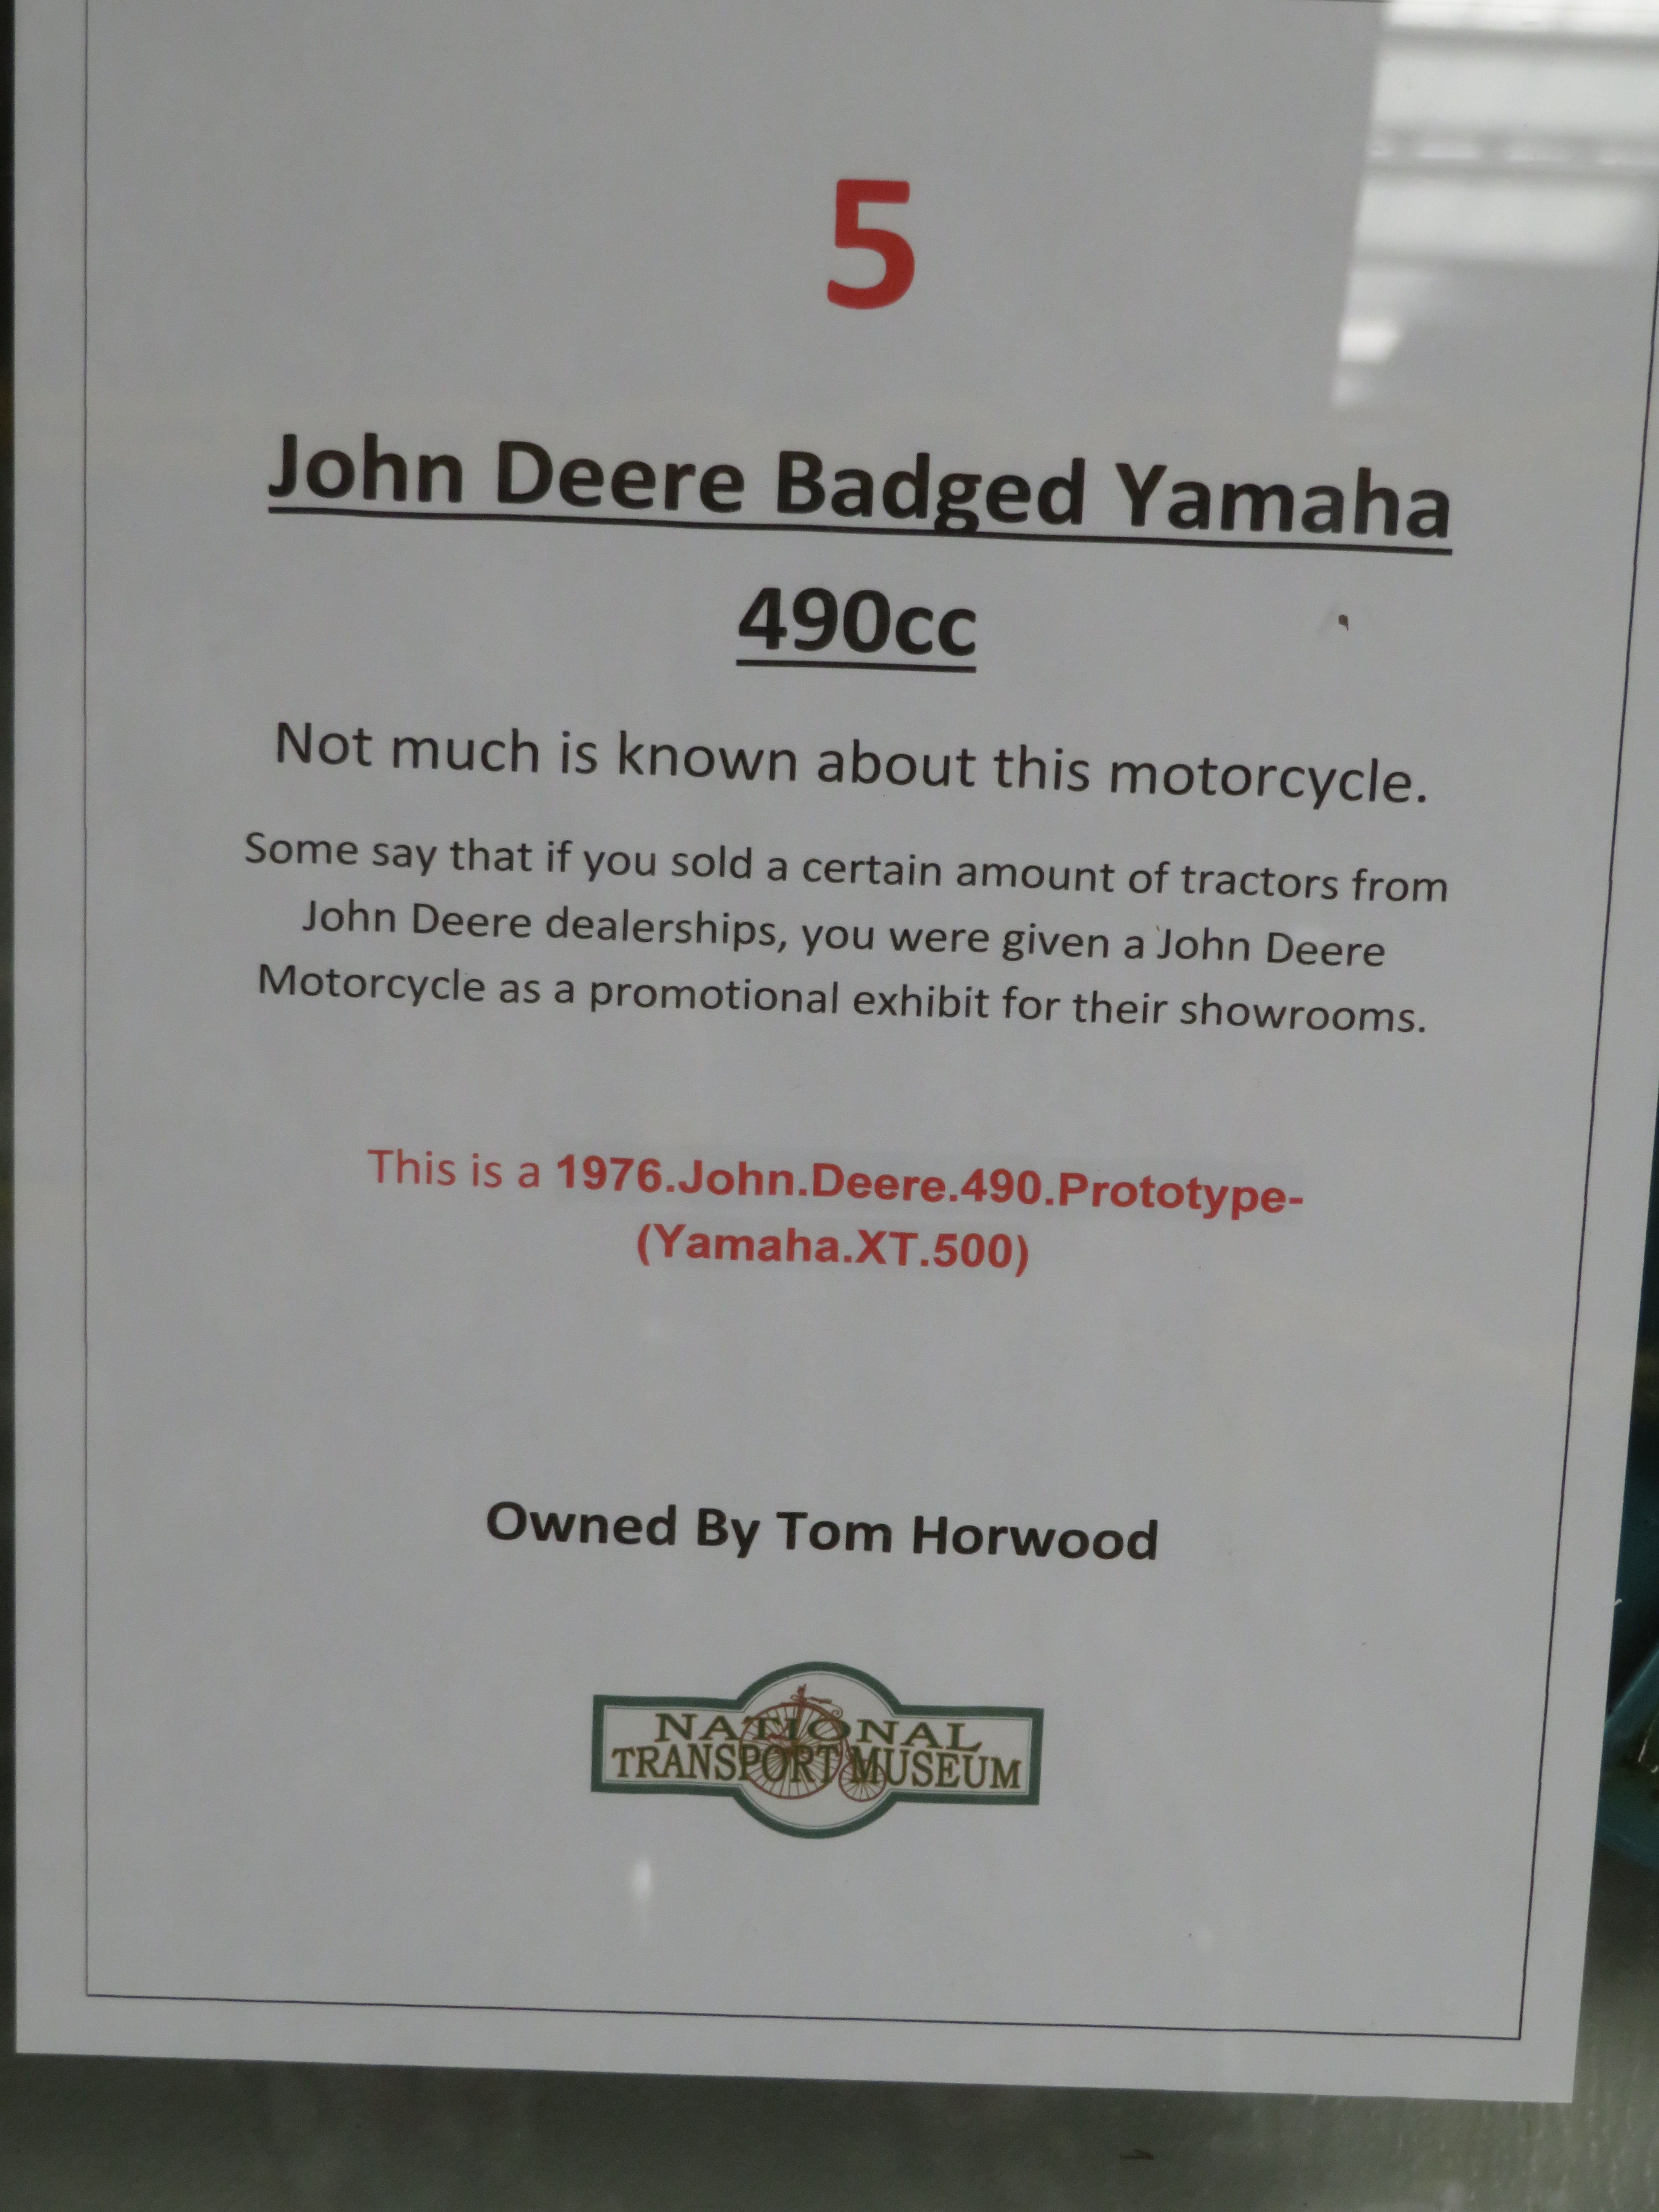 5
John Deere Badged Yamaha
490cc
Not much is known about this motorcycle.
Some say that if you sold a certain amount of tractors from
John Deere dealerships, you were given a John Deere
Motorcycle as a promotional exhibit for their showrooms.
This is a 1976.John.Deere.490.Prototype-
(Yamaha.XT.500)
Owned By Tom Horwood
NATIONAL
TRANSPORT MUSEUM